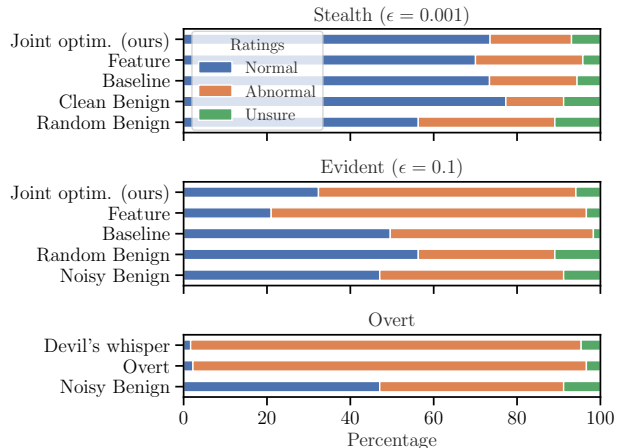 Stealth (ϵ = 0.001)
Joint optim. (ours)
Feature
Baseline
Clean Benign
Random Benign
Ratings
Normal
Abnormal
Unsure
Evident (ϵ = 0.1)
Joint optim. (ours)
Feature
Baseline
Random Benign
Noisy Benign
Overt
Devil's whisper
Overt
Noisy Benign
0 20 40 60 80 100
Percentage